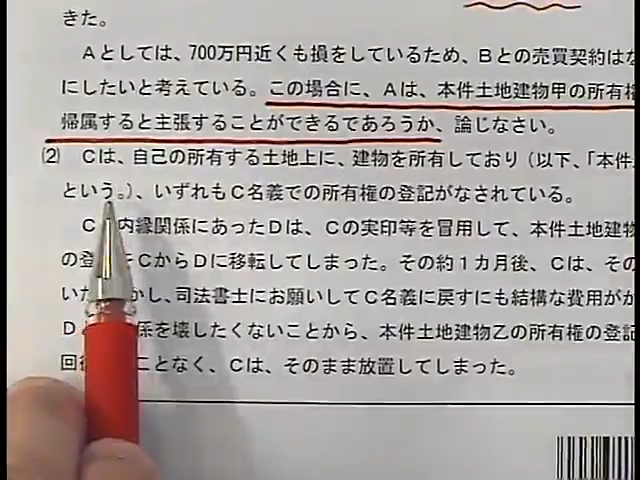 きた。
Ａとしては、700万円近くも損をしているため、Ｂとの売買契約はな
にしたいと考えている。この場合に、Ａは、本件土地建物甲の所有権
帰属すると主張することができるであろうか、論じなさい。
(2) Ｃは、自己の所有する土地上に、建物を所有しており（以下、「本件
という。）、いずれもＣ名義での所有権の登記がなされている。
Ｃ 内縁関係にあったＤは、Ｃの実印等を冒用して、本件土地建物
の登 ＣからＤに移転してしまった。その約１カ月後、Ｃは、その
いた かし、司法書士にお願いしてＣ名義に戻すにも結構な費用がか
Ｄ 係を壊したくないことから、本件土地建物乙の所有権の登記
回 ことなく、Ｃは、そのまま放置してしまった。